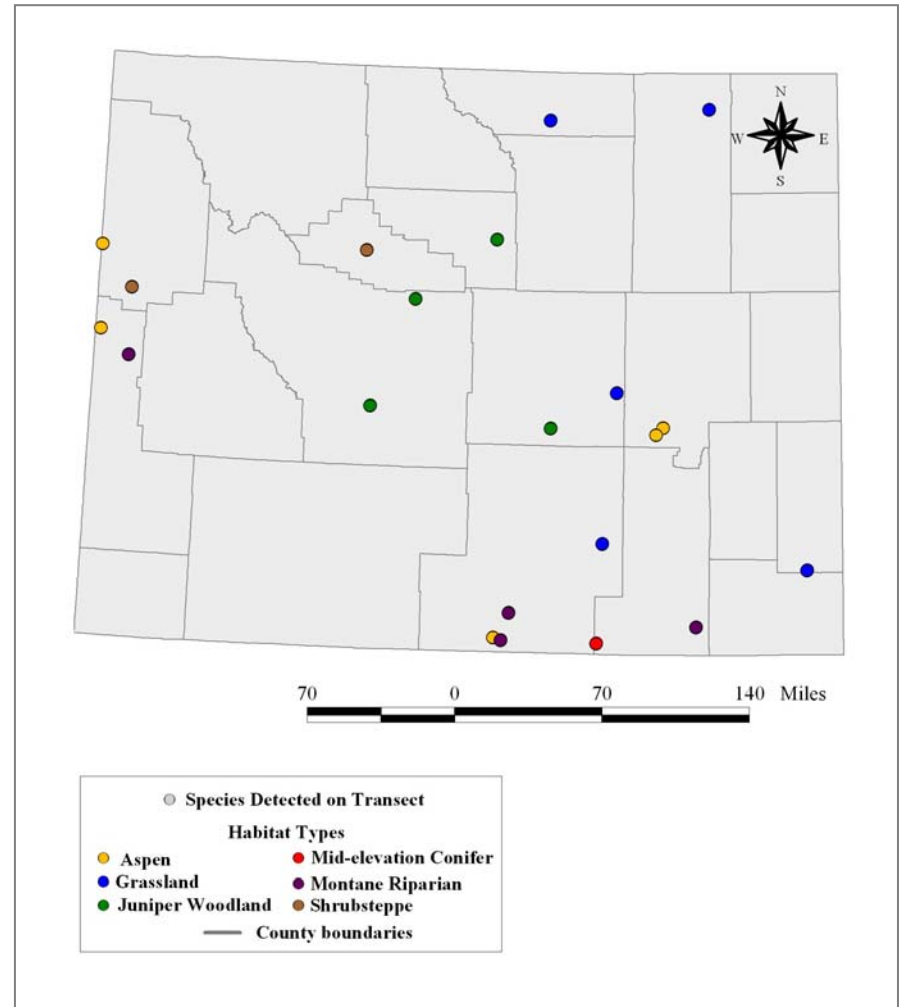 N
W E
S
70 0 70 140 Miles
Species Detected on Transect
Habitat Types
Aspen Mid-elevation Conifer
Grassland Montane Riparian
Juniper Woodland Shrubsteppe
County boundaries